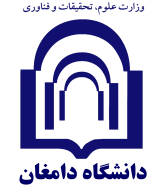 وزارت علوم، تحقیقات و فناوری
دانشگاه دامغان